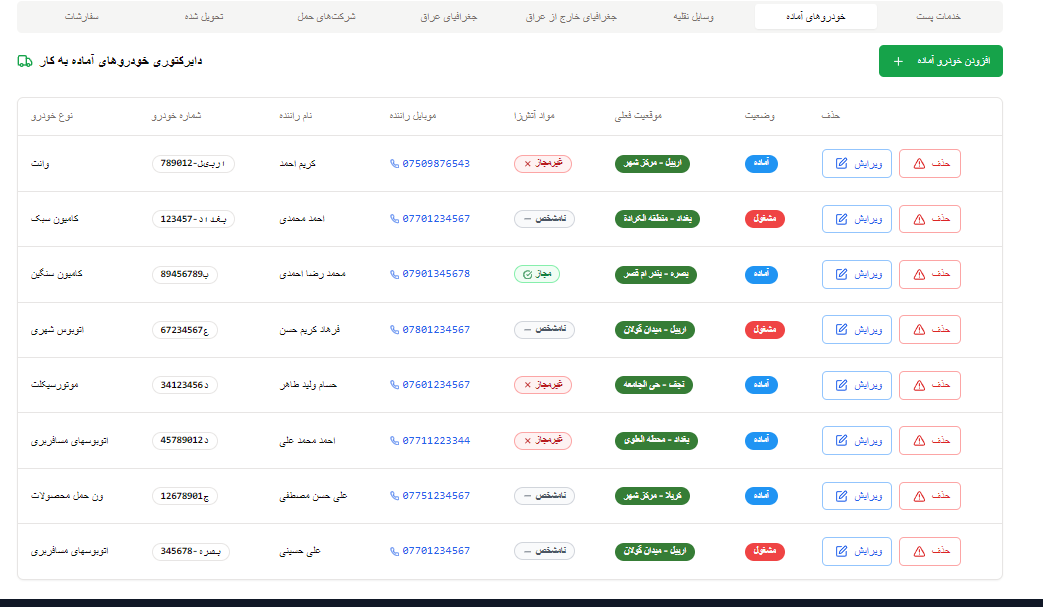 خدمات پست	خودروهای آماده	وسایل نقلیه	جغرافیای خارج از عراق	جغرافیای عراق	شرکت‌های حمل	تحویل شده	سفارشات
دایرکتوری خودروهای آماده به کار
افزودن خودرو آماده +
نوع خودرو	شماره خودرو	نام راننده	موبایل راننده	مواد آتش‌زا	موقعیت فعلی	وضعیت	حذف
وانت	اربیل-789012	کریم احمد	07509876543	غیرمجاز	اربیل - مرکز شهر	آماده	ویرایش	حذف
کامیون سبک	بغداد-123457	احمد محمدی	07701234567	نامشخص	بغداد - منطقه الکرادة	مشغول	ویرایش	حذف
کامیون سنگین	ب89456789	محمد رضا احمدی	07901345678	مجاز	بصره - بندر ام قصر	آماده	ویرایش	حذف
اتوبوس شهری	ع67234567	فرهاد کریم حسن	07801234567	نامشخص	اربیل - میدان گولان	مشغول	ویرایش	حذف
موتورسیکلت	د34123456	حسام ولید طاهر	07601234567	غیرمجاز	نجف - حی الجامعه	آماده	ویرایش	حذف
اتوبوسهای مسافربری	د45789012	احمد محمد علی	07711223344	غیرمجاز	بغداد - محطه العلوی	آماده	ویرایش	حذف
ون حمل محصولات	ج12678901	علی حسن مصطفی	07751234567	نامشخص	کربلا - مرکز شهر	آماده	ویرایش	حذف
اتوبوسهای مسافربری	بصره-345678	علی حسینی	07701234567	نامشخص	اربیل - میدان گولان	مشغول	ویرایش	حذف